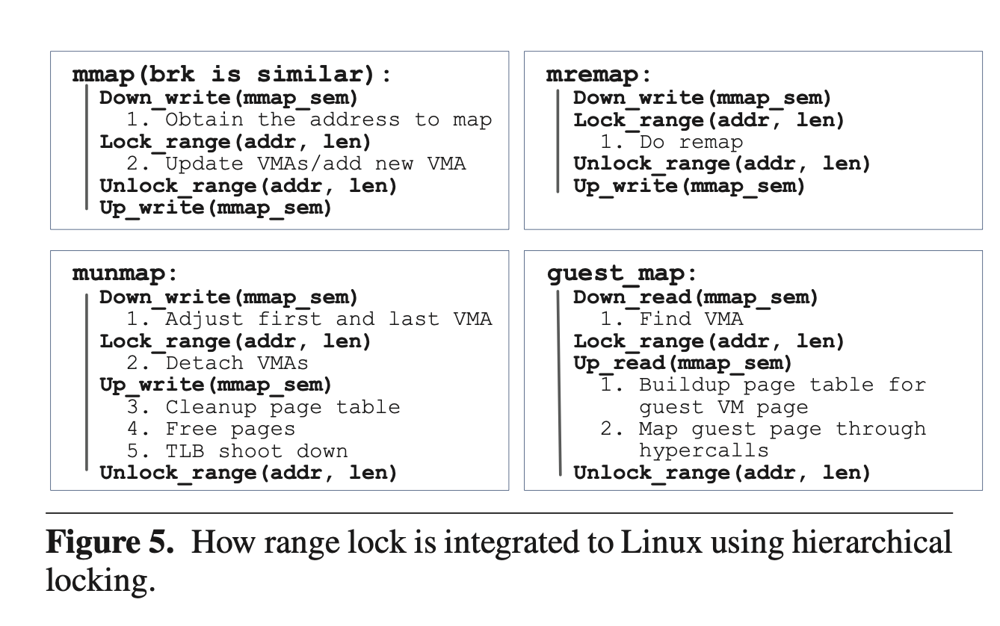 mmap(brk is similar):
Down_write(mmap_sem)
1. Obtain the address to map
Lock_range(addr, len)
2. Update VMAs/add new VMA
Unlock_range(addr, len)
Up_write(mmap_sem)
mremap:
Down_write(mmap_sem)
Lock_range(addr, len)
1. Do remap
Unlock_range(addr, len)
Up_write(mmap_sem)
munmap:
Down_write(mmap_sem)
1. Adjust first and last VMA
Lock_range(addr, len)
2. Detach VMAs
Up_write(mmap_sem)
3. Cleanup page table
4. Free pages
5. TLB shoot down
Unlock_range(addr, len)
guest_map:
Down_read(mmap_sem)
1. Find VMA
Lock_range(addr, len)
Up_read(mmap_sem)
1. Buildup page table for
guest VM page
2. Map guest page through
hypercalls
Unlock_range(addr, len)
Figure 5. How range lock is integrated to Linux using hierarchical
locking.